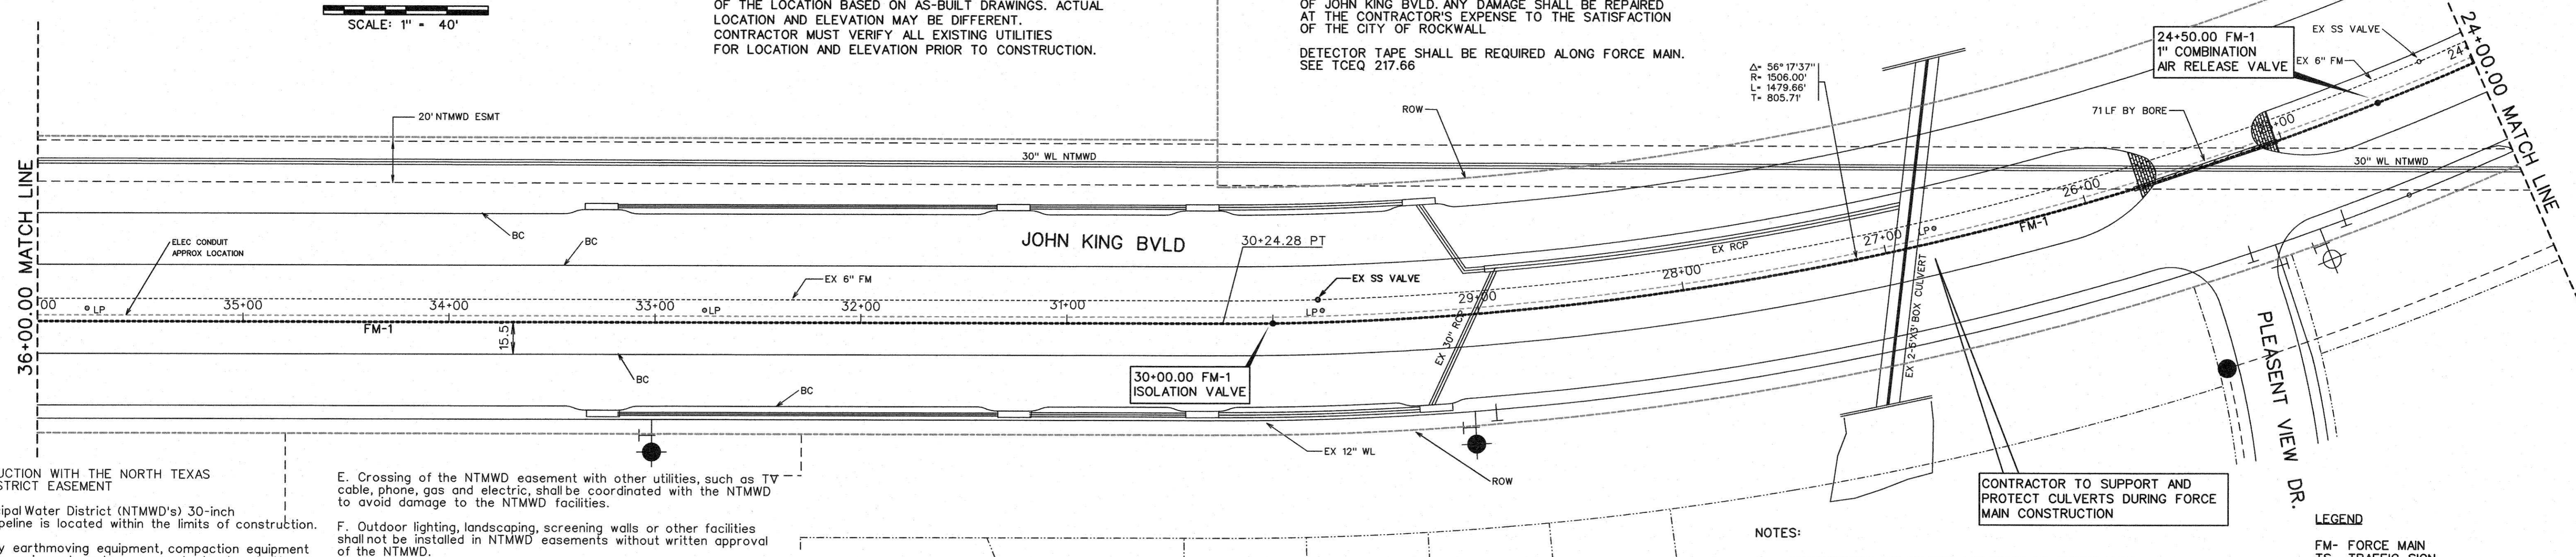 SCALE: 1" = 40'
OF THE LOCATION BASED ON AS-BUILT DRAWINGS. ACTUAL
LOCATION AND ELEVATION MAY BE DIFFERENT.
CONTRACTOR MUST VERIFY ALL EXISTING UTILITIES
FOR LOCATION AND ELEVATION PRIOR TO CONSTRUCTION.
OF JOHN KING BVLD. ANY DAMAGE SHALL BE REPAIRED
AT THE CONTRACTOR'S EXPENSE TO THE SATISFACTION
OF THE CITY OF ROCKWALL
DETECTOR TAPE SHALL BE REQUIRED ALONG FORCE MAIN.
SEE TCEQ 217.66
Δ= 56°17'37"
R= 1506.00'
L= 1479.66'
T= 805.71'
24+50.00 FM-1
1" COMBINATION
AIR RELEASE VALVE
EX SS VALVE
EX 6" FM
24
24+00.00 MATCH LINE
20' NTMWD ESMT
ROW
71 LF BY BORE
+00
30" WL NTMWD
30" WL NTMWD
36+00.00 MATCH LINE
BC
BC
ELEC CONDUIT
APPROX LOCATION
JOHN KING BVLD
30+24.28 PT
EX RCP
26+00
27+00
LP
FM-1
28+00
29+00
EX 6" FM
EX SS VALVE
00
LP
35+00
34+00
33+00
LP
32+00
31+00
LP
FM-1
15.5
EX 30" RCP
EX 2-6'X3' BOX CULVERT
BC
BC
30+00.00 FM-1
ISOLATION VALVE
PLEASENT VIEW DR.
EX 12" WL
ROW
CONTRACTOR TO SUPPORT AND
PROTECT CULVERTS DURING FORCE
MAIN CONSTRUCTION
UCTION WITH THE NORTH TEXAS
STRICT EASEMENT
ipal Water District (NTMWD's) 30-inch
peline is located within the limits of construction.
y earthmoving equipment, compaction equipment
E. Crossing of the NTMWD easement with other utilities, such as TV
cable, phone, gas and electric, shall be coordinated with the NTMWD
to avoid damage to the NTMWD facilities.
F. Outdoor lighting, landscaping, screening walls or other facilities
shall not be installed in NTMWD easements without written approval
of the NTMWD.
NOTES:
LEGEND
FM- FORCE MAIN
TS- TRAFFIC SIGN